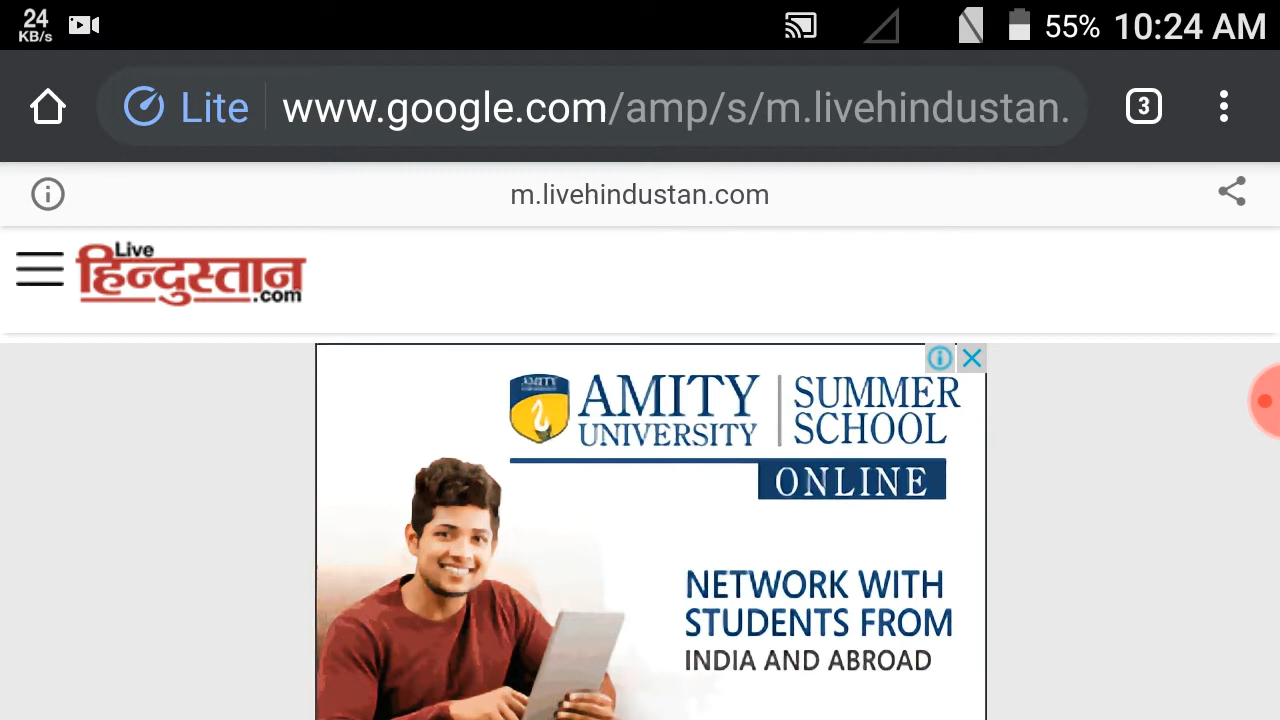 24
KB/s
55% 10:24 AM
Lite www.google.com/amp/s/m.livehindustan.
3
m.livehindustan.com
Live
हिन्दुस्तान
.com
AMITY
AMITY
UNIVERSITY
SUMMER
SCHOOL
ONLINE
NETWORK WITH
STUDENTS FROM
INDIA AND ABROAD